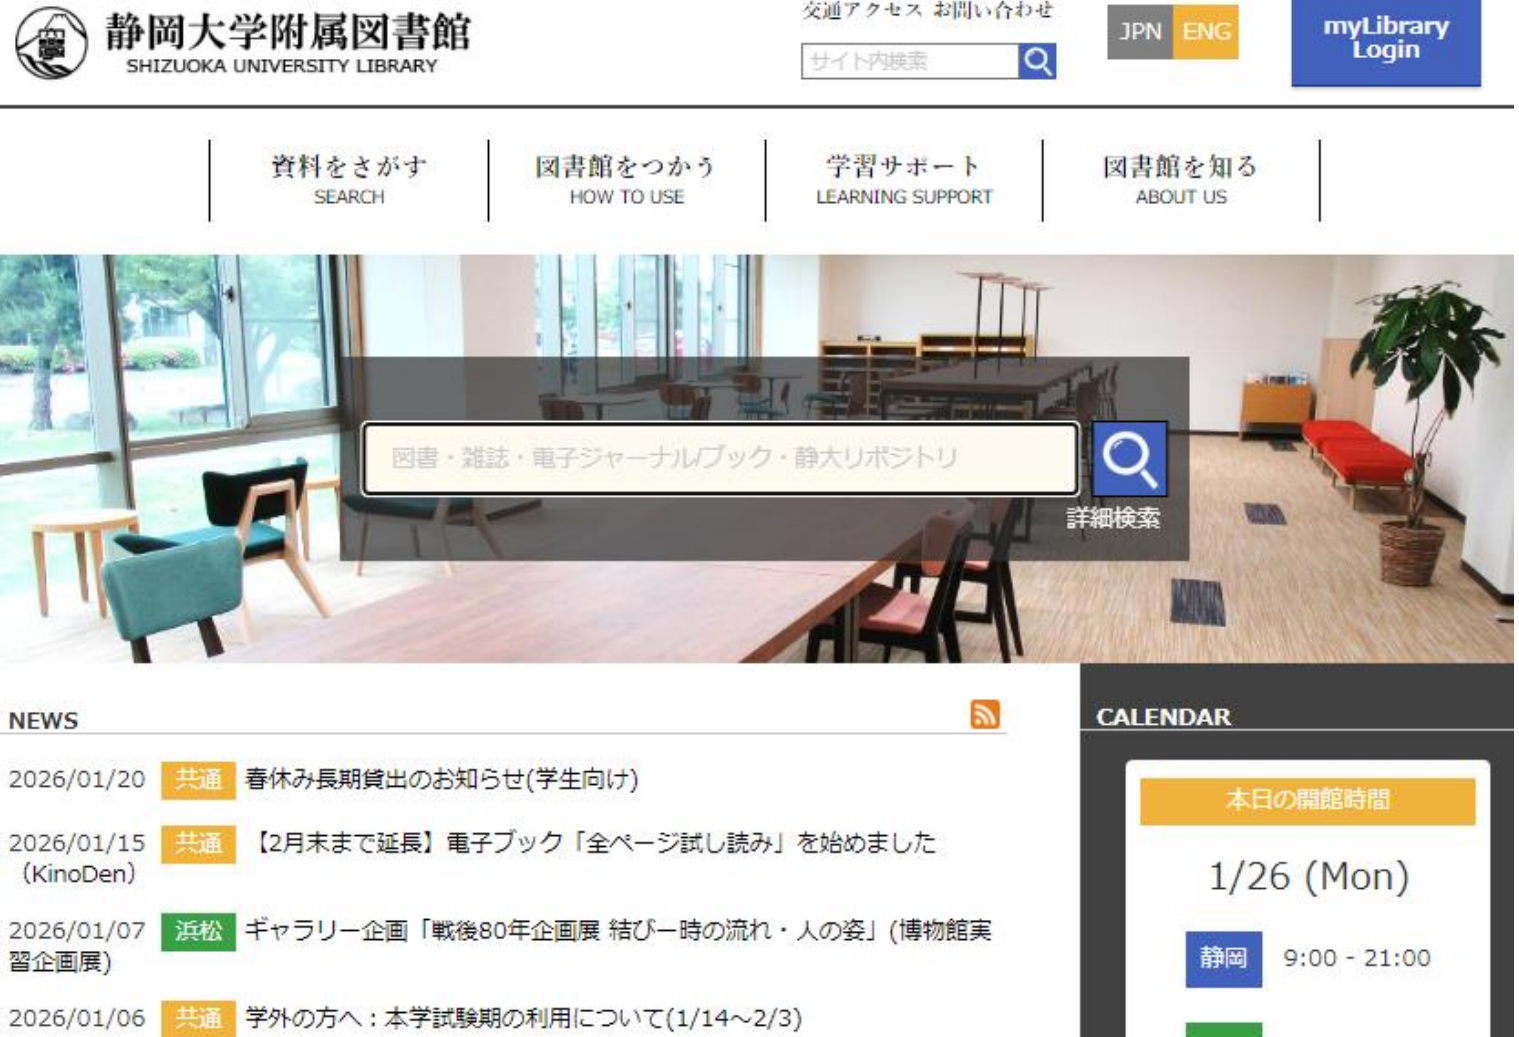 静岡大学附属図書館
SHIZUOKA UNIVERSITY LIBRARY
交通アクセス お問い合わせ
サイト内検索
JPN ENG
myLibrary
Login
資料をさがす
SEARCH
図書館をつかう
HOW TO USE
学習サポート
LEARNING SUPPORT
図書館を知る
ABOUT US
図書・雑誌・電子ジャーナル/ブック・静大リポジトリ
詳細検索
NEWS
2026/01/20 共通 春休み長期貸出のお知らせ(学生向け)
2026/01/15 共通 【2月末まで延長】電子ブック「全ページ試し読み」を始めました
（KinoDen）
2026/01/07 浜松 ギャラリー企画「戦後80年企画展 結びー時の流れ・人の姿」(博物館実
習企画展)
2026/01/06 共通 学外の方へ：本学試験期の利用について(1/14～2/3)
CALENDAR
本日の開館時間
1/26 (Mon)
静岡 9:00 - 21:00